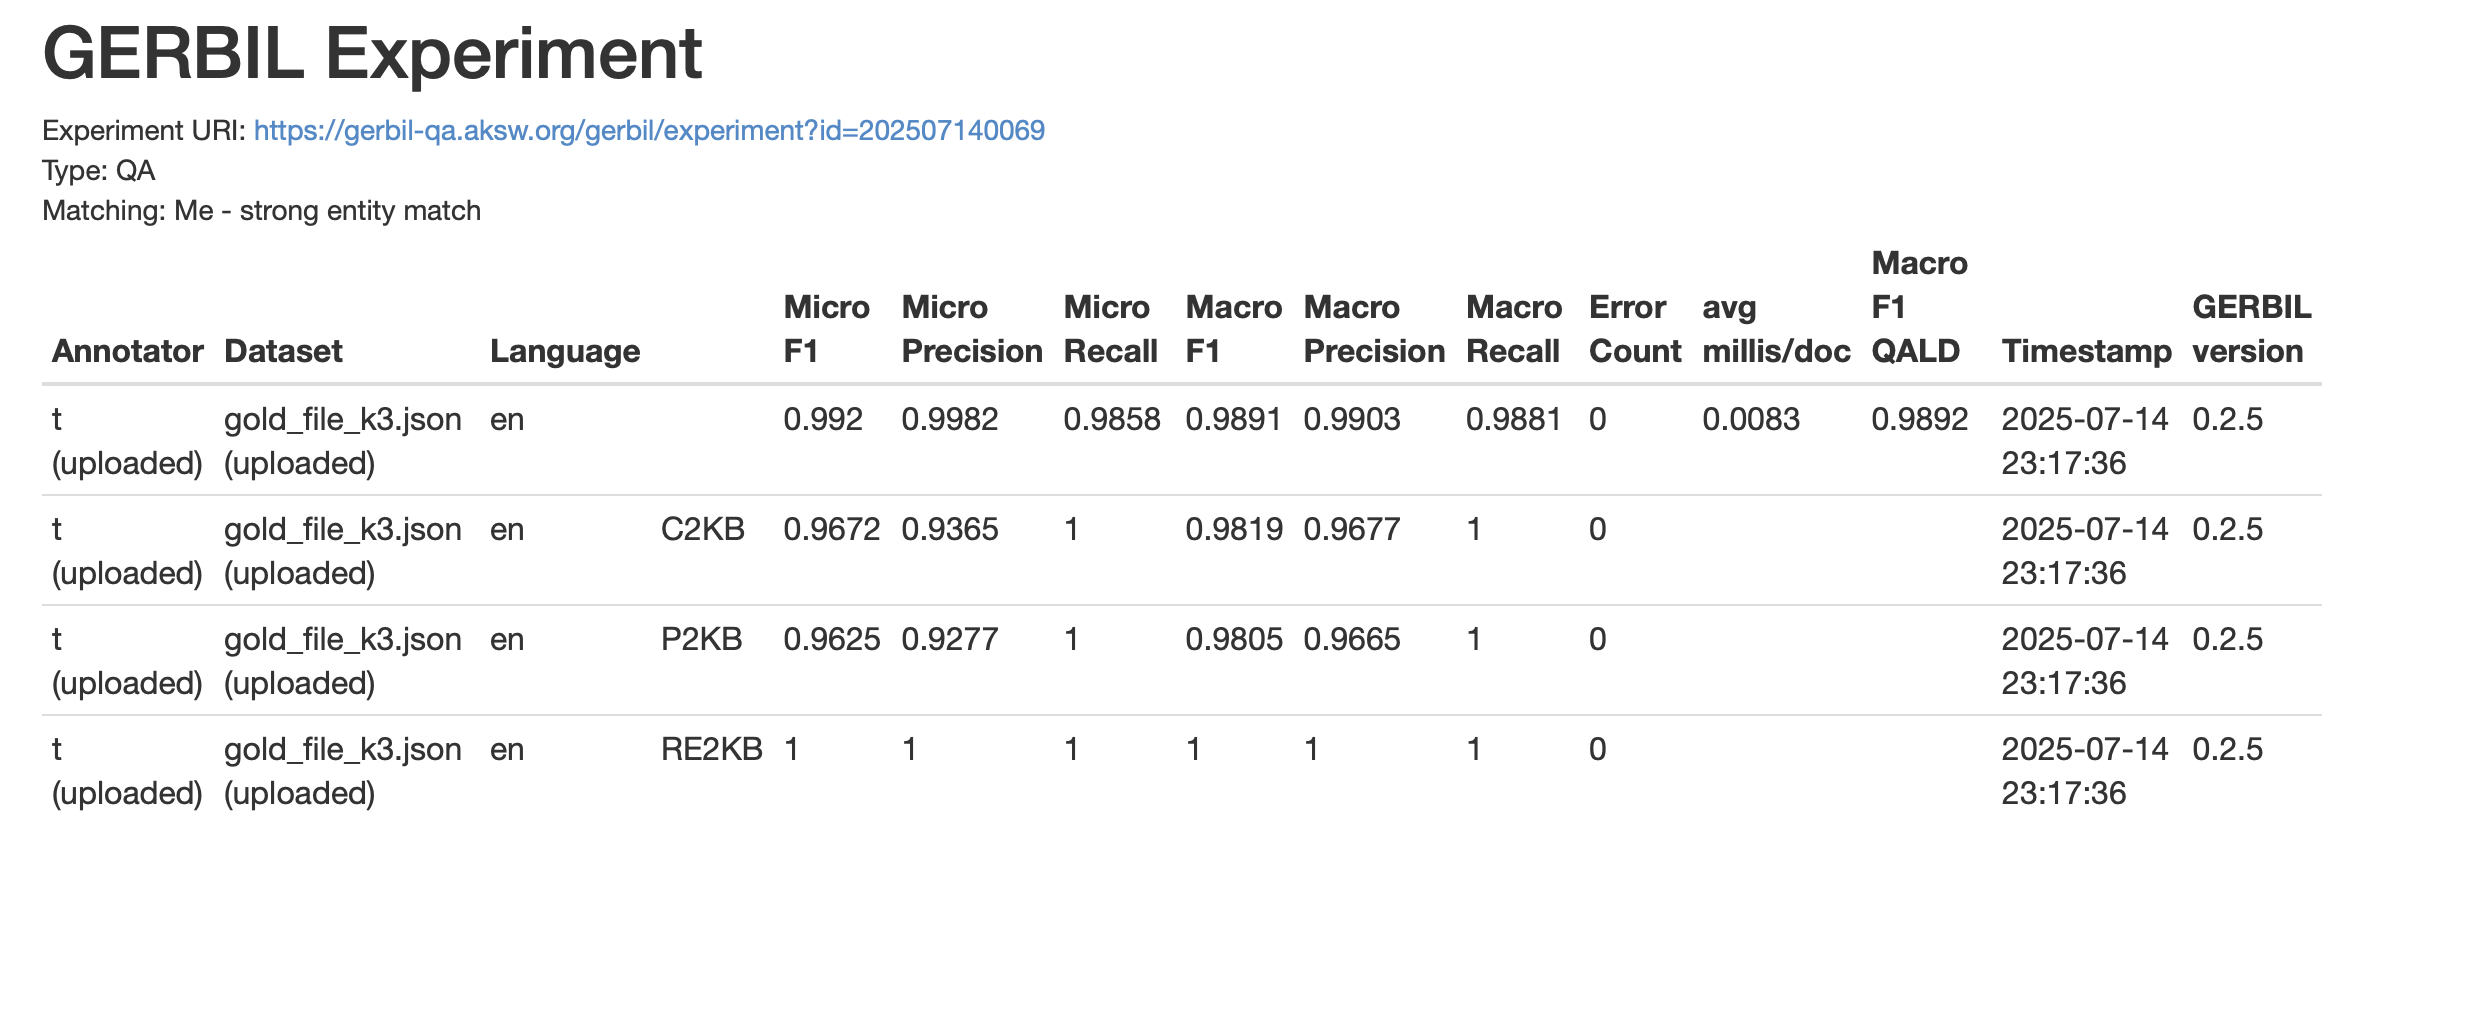 GERBIL Experiment
Experiment URI: https://gerbil-qa.aksw.org/gerbil/experiment?id=202507140069
Type: QA
Matching: Me - strong entity match
Macro
Micro Micro Micro Macro Macro Macro Error avg F1 GERBIL
Annotator Dataset Language F1 Precision Recall F1 Precision Recall Count millis/doc QALD Timestamp version
t gold_file_k3.json en 0.992 0.9982 0.9858 0.9891 0.9903 0.9881 0 0.0083 0.9892 2025-07-14 0.2.5
(uploaded) (uploaded) 23:17:36
t gold_file_k3.json en C2KB 0.9672 0.9365 1 0.9819 0.9677 1 0 2025-07-14 0.2.5
(uploaded) (uploaded) 23:17:36
t gold_file_k3.json en P2KB 0.9625 0.9277 1 0.9805 0.9665 1 0 2025-07-14 0.2.5
(uploaded) (uploaded) 23:17:36
t gold_file_k3.json en RE2KB 1 1 1 1 1 1 0 2025-07-14 0.2.5
(uploaded) (uploaded) 23:17:36